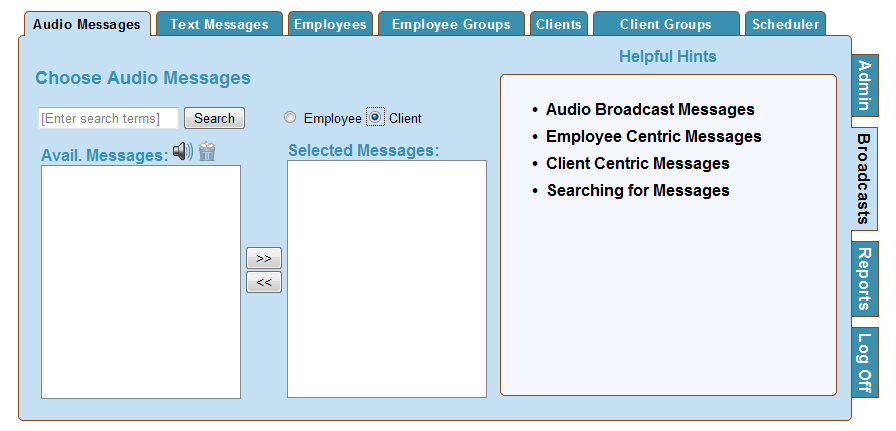 Audio Messages
Text Messages
Employees
Employee Groups
Clients
Client Groups
Scheduler
Choose Audio Messages
[Enter search terms]
Search
Employee
Client
Avail. Messages:
Selected Messages:
>>
<<
Helpful Hints
• Audio Broadcast Messages
• Employee Centric Messages
• Client Centric Messages
• Searching for Messages
Admin
Broadcasts
Reports
Log Off